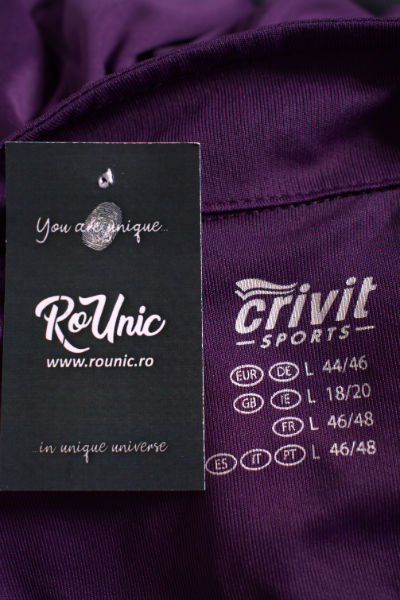 You are unique...
RoUnic
www.rounic.ro
...in unique universe
crivit
SPORTS
EUR DE L 44/46
GB IE L 18/20
FR L 46/48
ES IT PT L 46/48